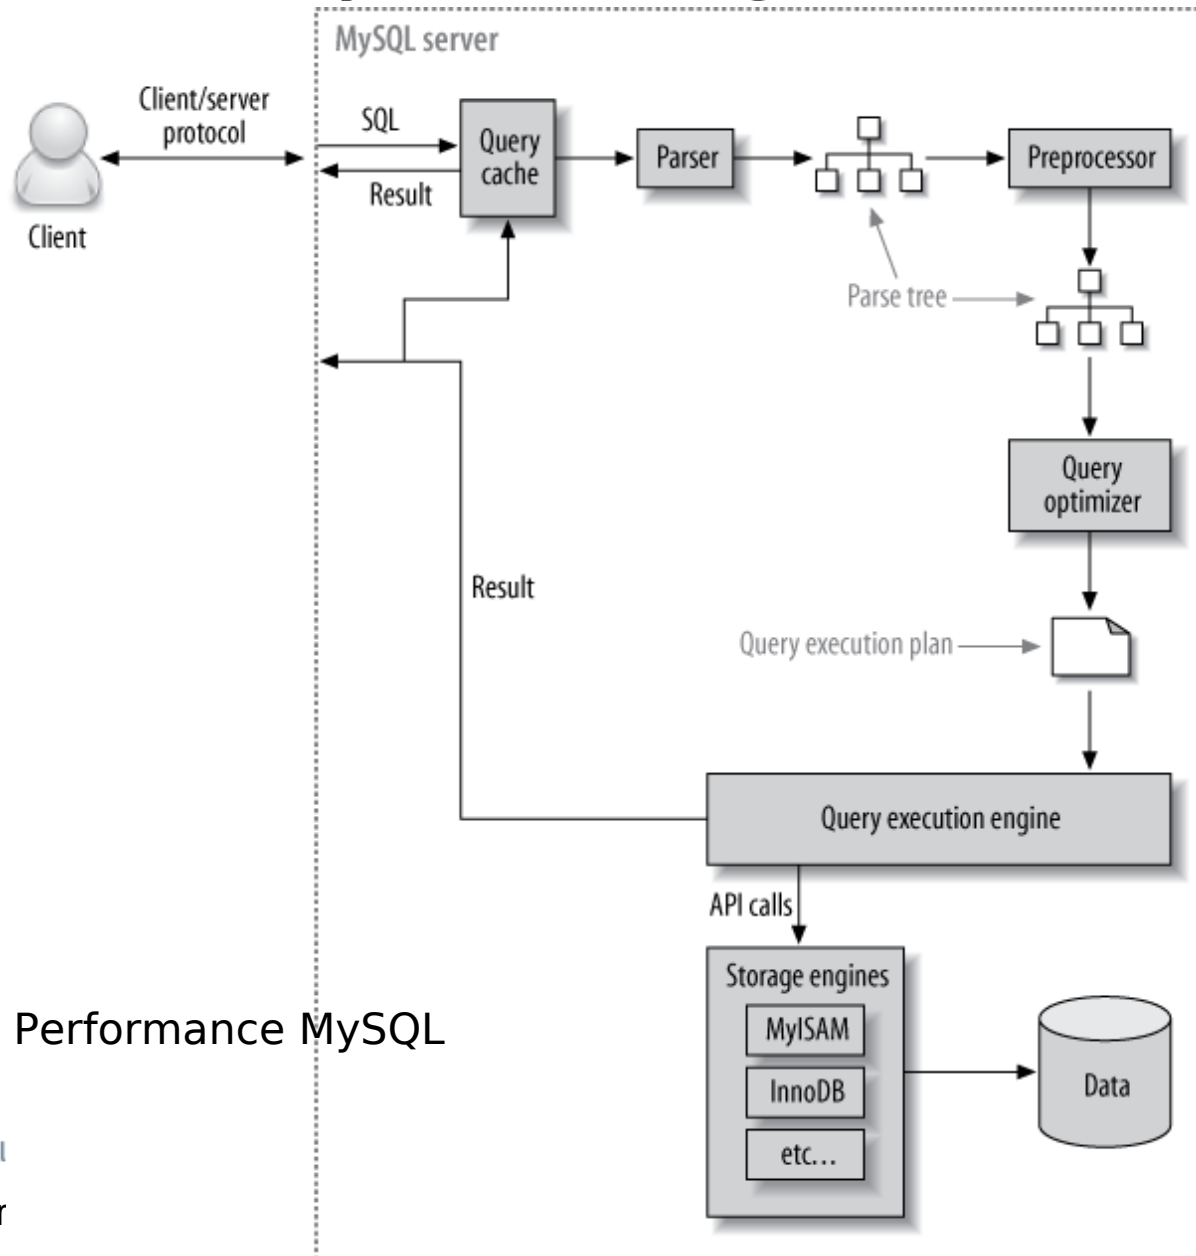 MySQL server
Client/server
protocol
SQL
Query
cache
Result
Parser
Preprocessor
Client
Parse tree
Query
optimizer
Result
Query execution plan
Query execution engine
API calls
Storage engines
MyISAM
InnoDB
etc...
Data
Performance MySQL